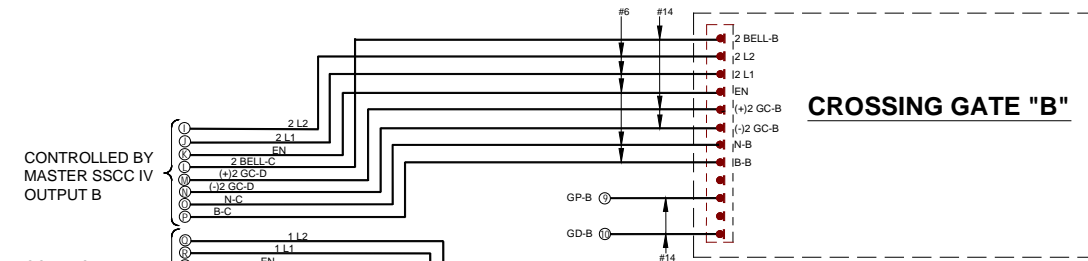 #6
#14
2 BELL-B
2 L2
2 L1
EN
(+)2 GC-B
(-)2 GC-B
N-B
B-B
CROSSING GATE "B"
CONTROLLED BY
MASTER SSCC IV
OUTPUT B
I
2 L2
J
2 L1
K
EN
L
2 BELL-C
M
(+)2 GC-D
N
(-)2 GC-D
O
N-C
P
B-C
GP-B 9
GD-B 10
#14
Q
1 L2
R
1 L1
EN